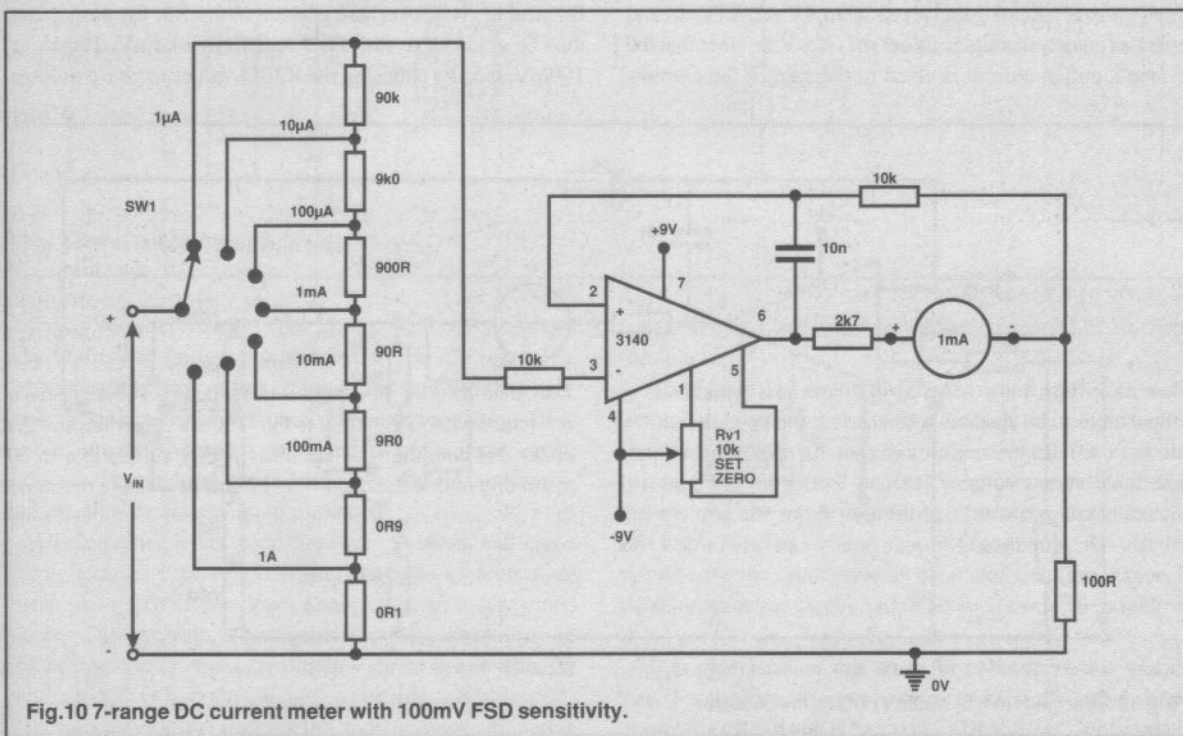 90k
1µA
10µA
9k0
SW1
100µA
10k
+9V
10n
900R
7
2
1mA
+
6
2k7
+
+
3140
1mA
90R
10mA
3
-
5
10k
1
4
Rv1
10k
SET
ZERO
9R0
100mA
VIN
-9V
0R9
100R
1A
0R1
-
0V
Fig.10 7-range DC current meter with 100mV FSD sensitivity.